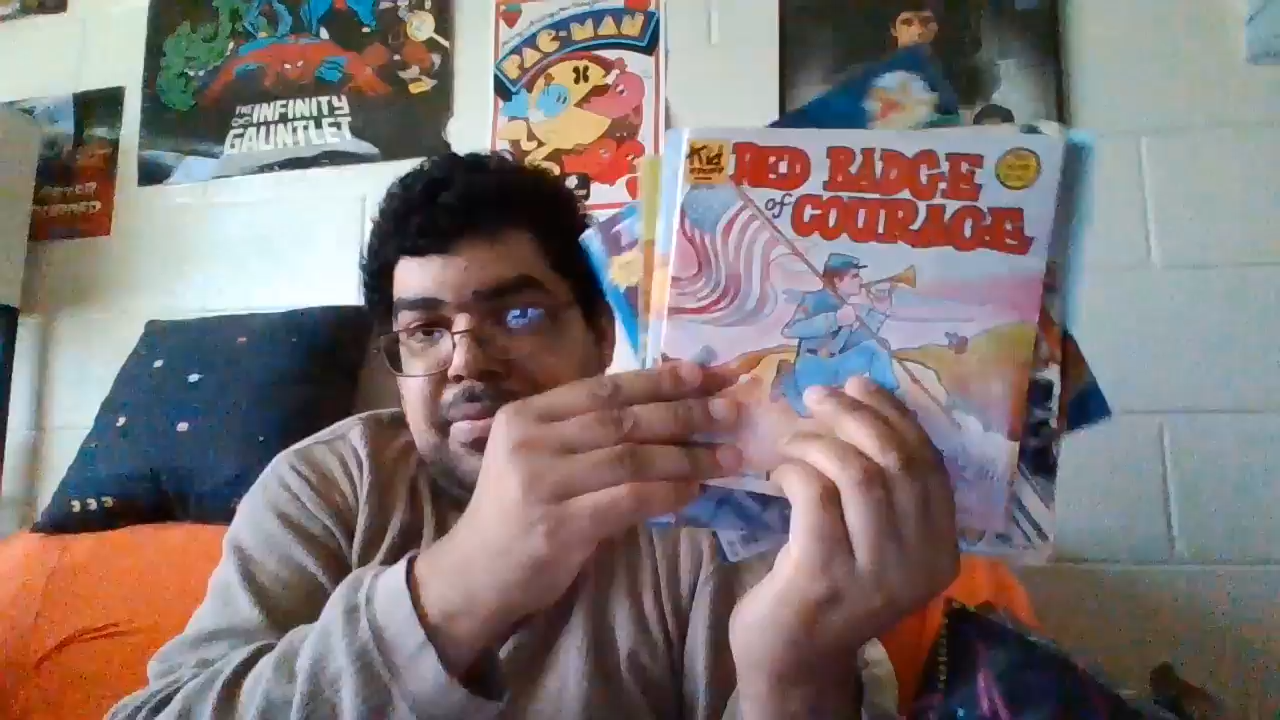 THE
INFINITY
GAUNTLET
PAC-MAN
Kid
RED BADGE
of COURAGE